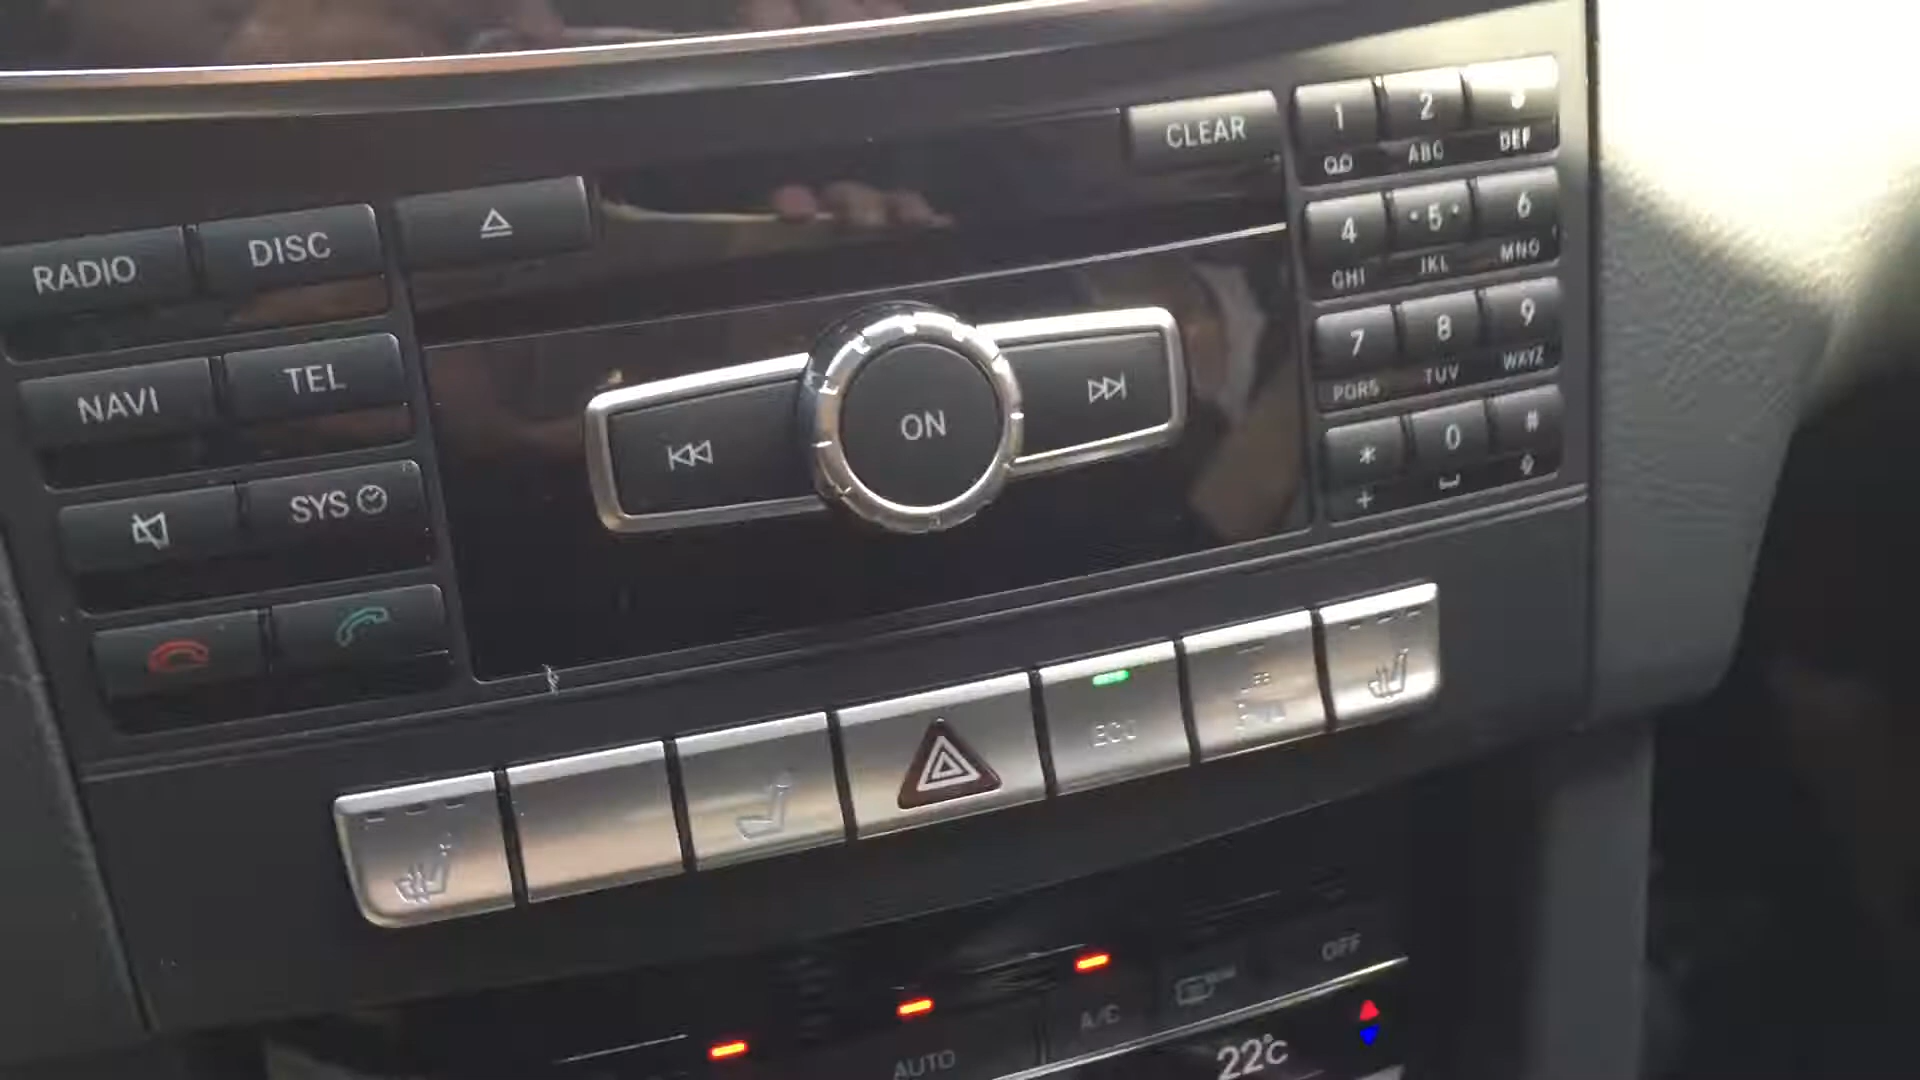 RADIO
DISC
NAVI
TEL
SYS
ON
CLEAR
1
2
ABC
DEF
4
5
6
GHI
JKL
MNO
7
8
9
PQRS
TUV
WXYZ
*
0
#
+
ECO
OFF
A/C
AUTO
22°C